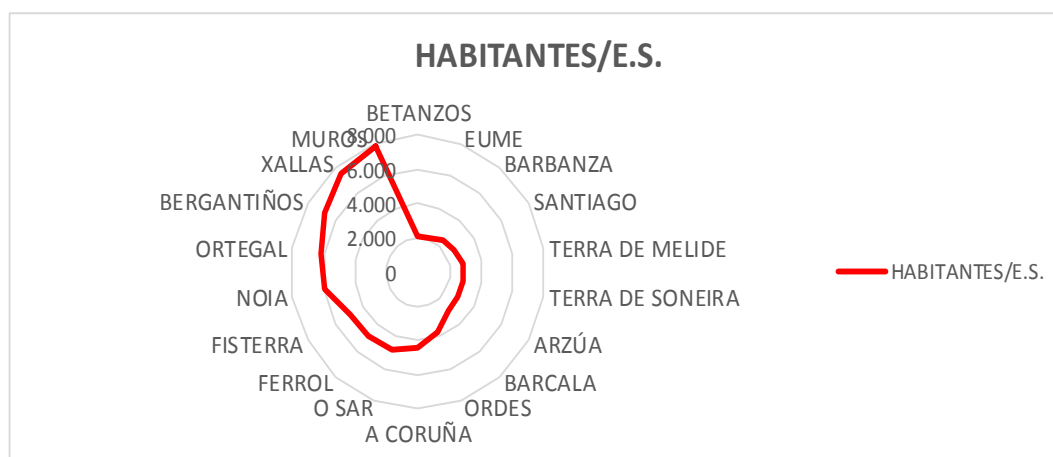 HABITANTES/E.S.
BETANZOS
EUME
BARBANZA
SANTIAGO
TERRA DE MELIDE
TERRA DE SONEIRA
ARZÚA
BARCALA
ORDES
A CORUÑA
O SAR
FERROL
FISTERRA
NOIA
ORTEGAL
BERGANTIÑOS
XALLAS
MUROS
8.000
6.000
4.000
2.000
0
HABITANTES/E.S.